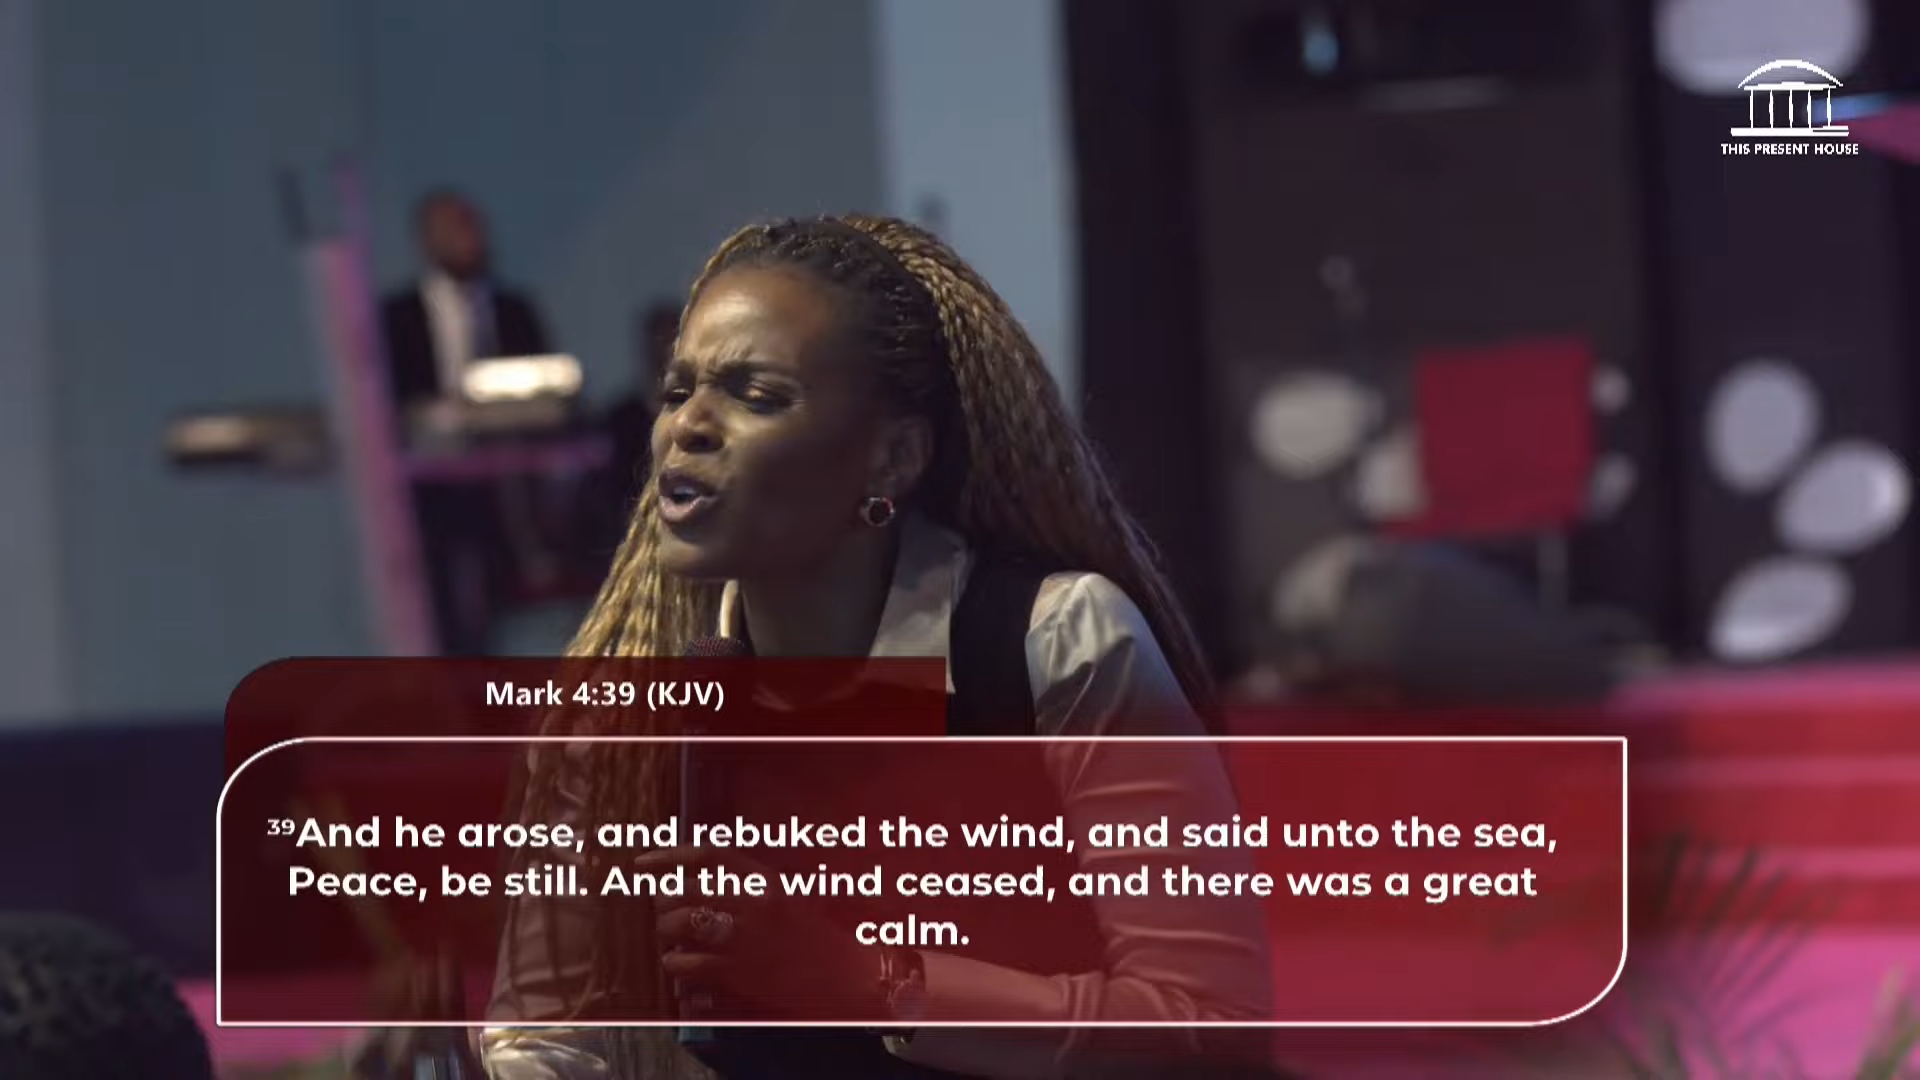 THIS PRESENT HOUSE
Mark 4:39 (KJV)
³⁹And he arose, and rebuked the wind, and said unto the sea,
Peace, be still. And the wind ceased, and there was a great
calm.